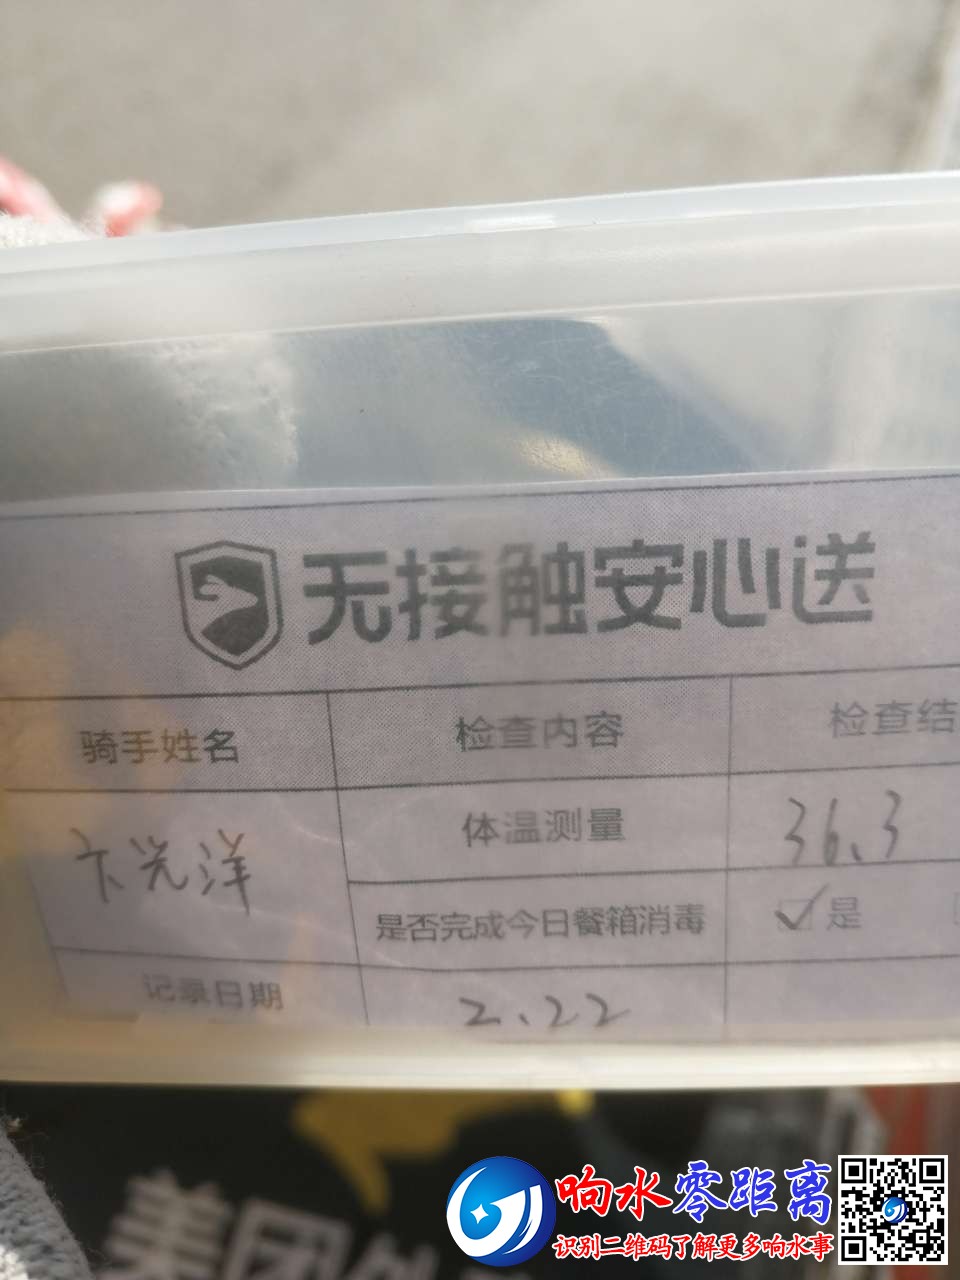 无接触安心送
骑手姓名 检查内容 检查结
卞光洋 体温测量 36.3
是否完成今日餐箱消毒 是
记录日期 2.22
美团外
响水零距离
识别二维码了解更多响水事